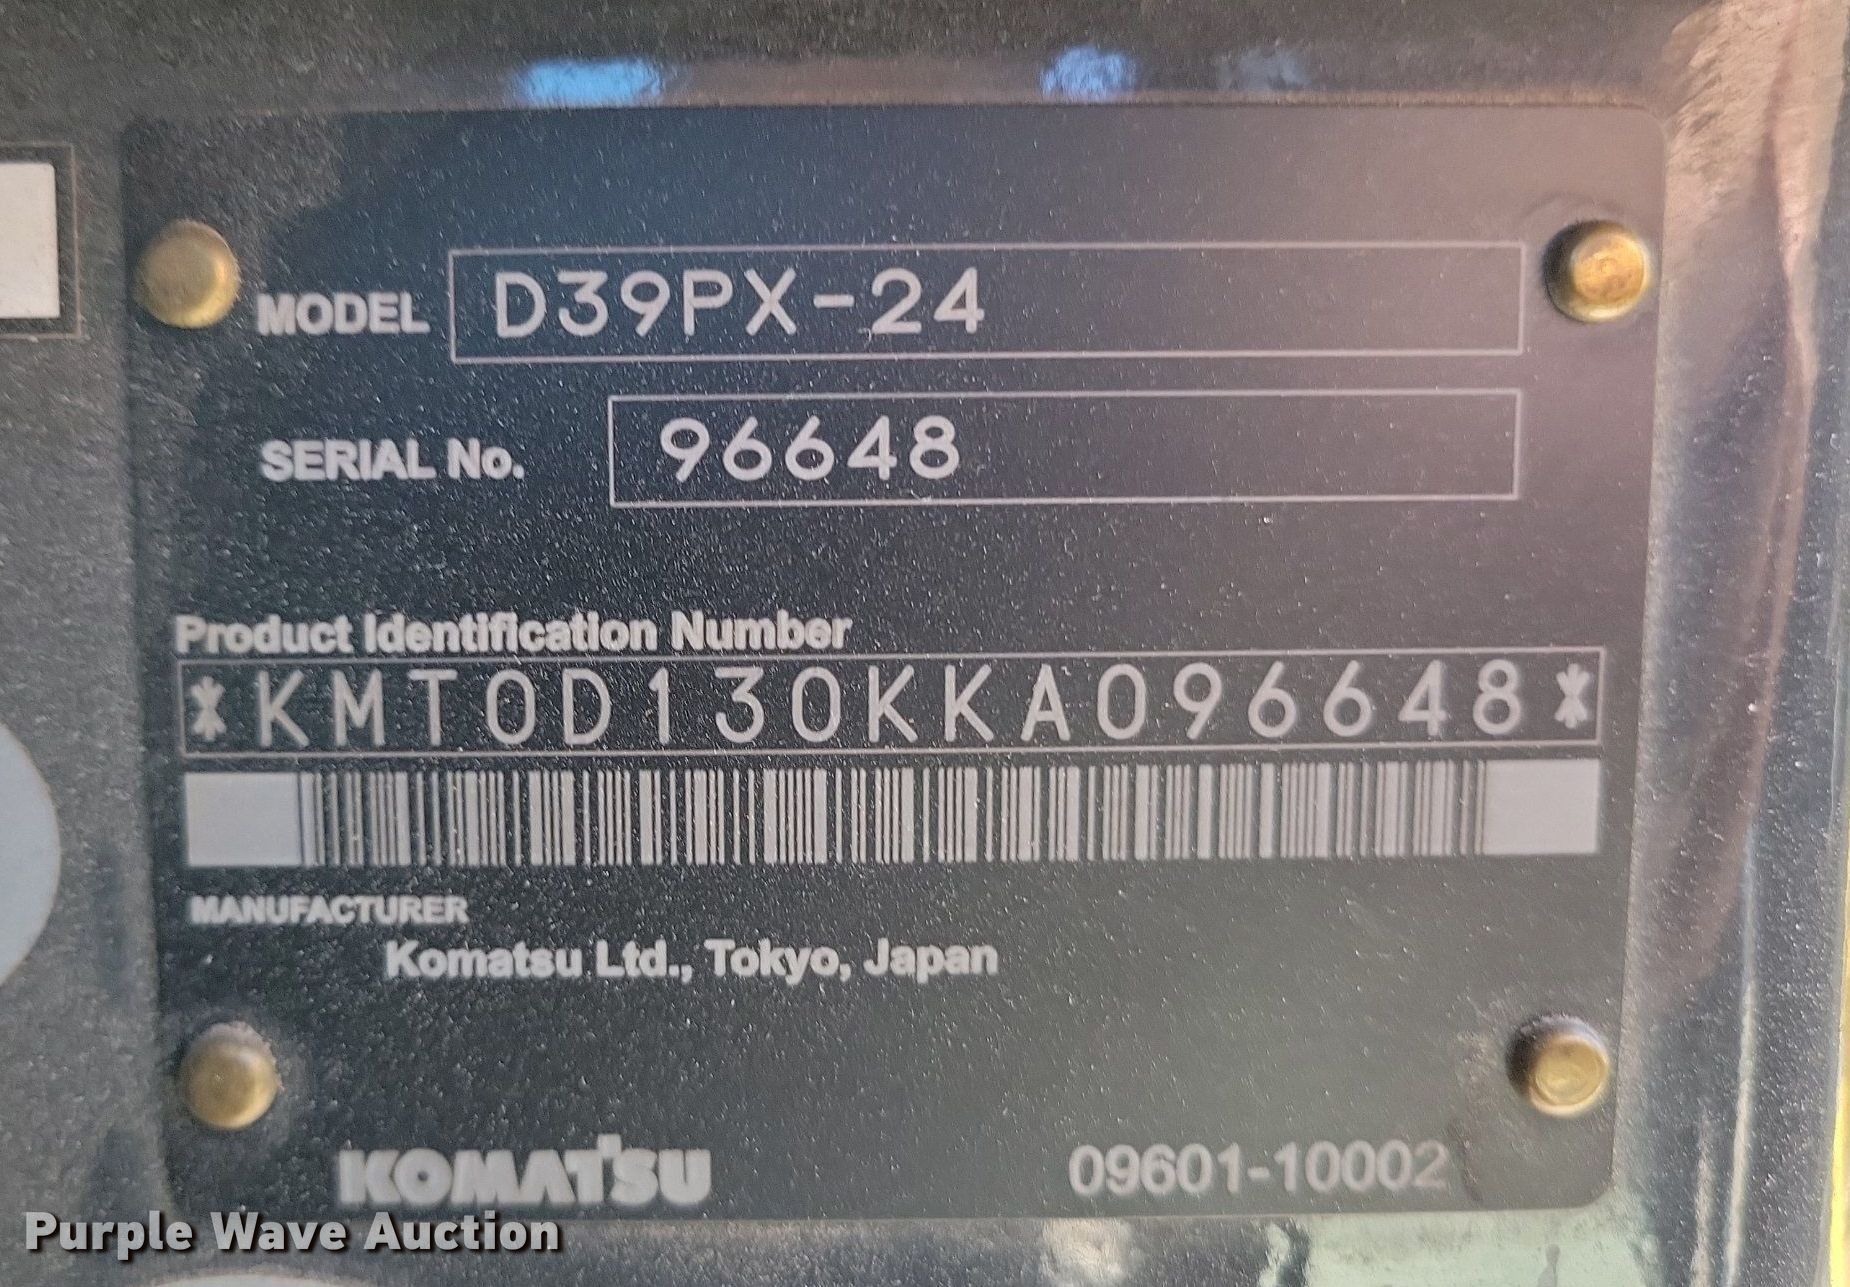 MODEL D39PX-24
SERIAL No. 96648
Product Identification Number
*KMT0D130KKA096648*
MANUFACTURER
Komatsu Ltd., Tokyo, Japan
KOMATSU 09601-10002
Purple Wave Auction